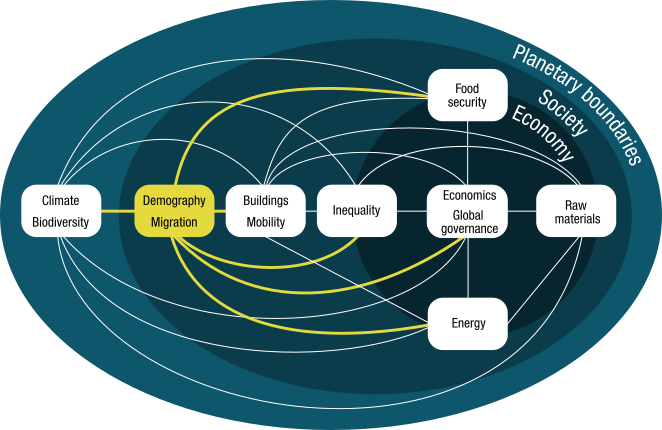 Planetary boundaries
Society
Economy
Food
security
Climate
Biodiversity
Demography
Migration
Buildings
Mobility
Inequality
Economics
Global
governance
Raw
materials
Energy